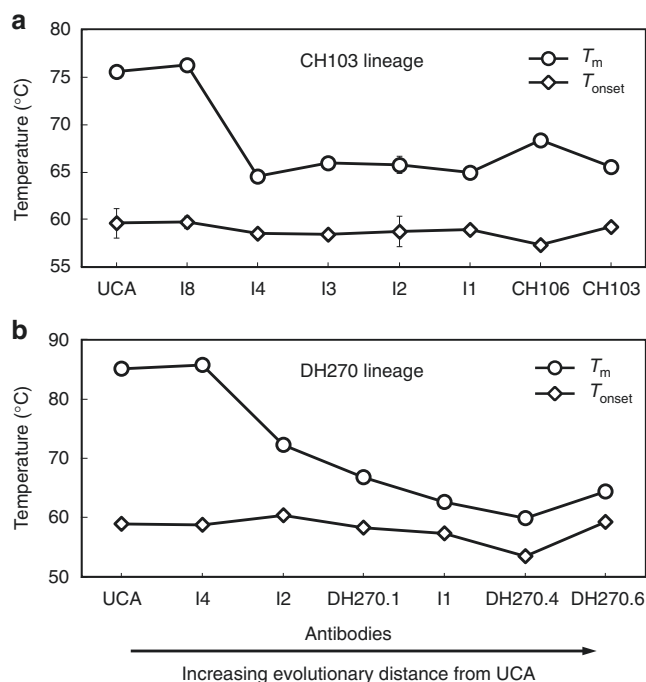 a
CH103 lineage
Tm
Tonset
Temperature (°C)
80
75
70
65
60
55
UCA I8 I4 I3 I2 I1 CH106 CH103
b
DH270 lineage
Tm
Tonset
Temperature (°C)
90
80
70
60
50
UCA I4 I2 DH270.1 I1 DH270.4 DH270.6
Antibodies
Increasing evolutionary distance from UCA